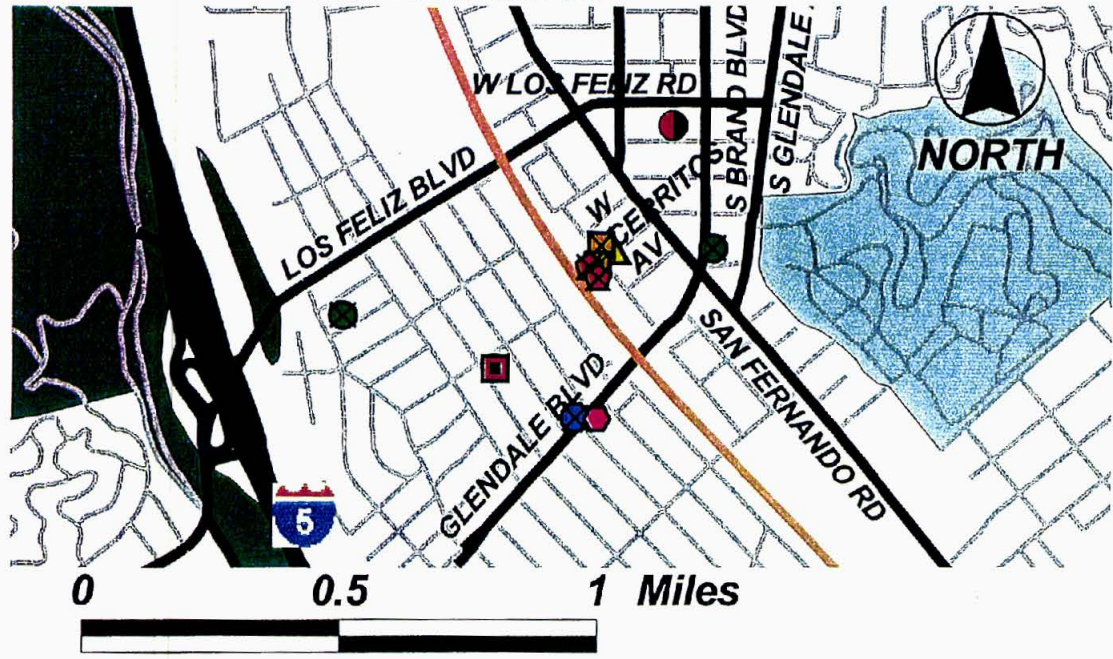 W LOS FELIZ RD
S BRAND BLVD
S GLENDALE
NORTH
LOS FELIZ BLVD
W
CERRITOS
AV
SAN FERNANDO RD
GLENDALE BLVD
5
0 0.5 1 Miles